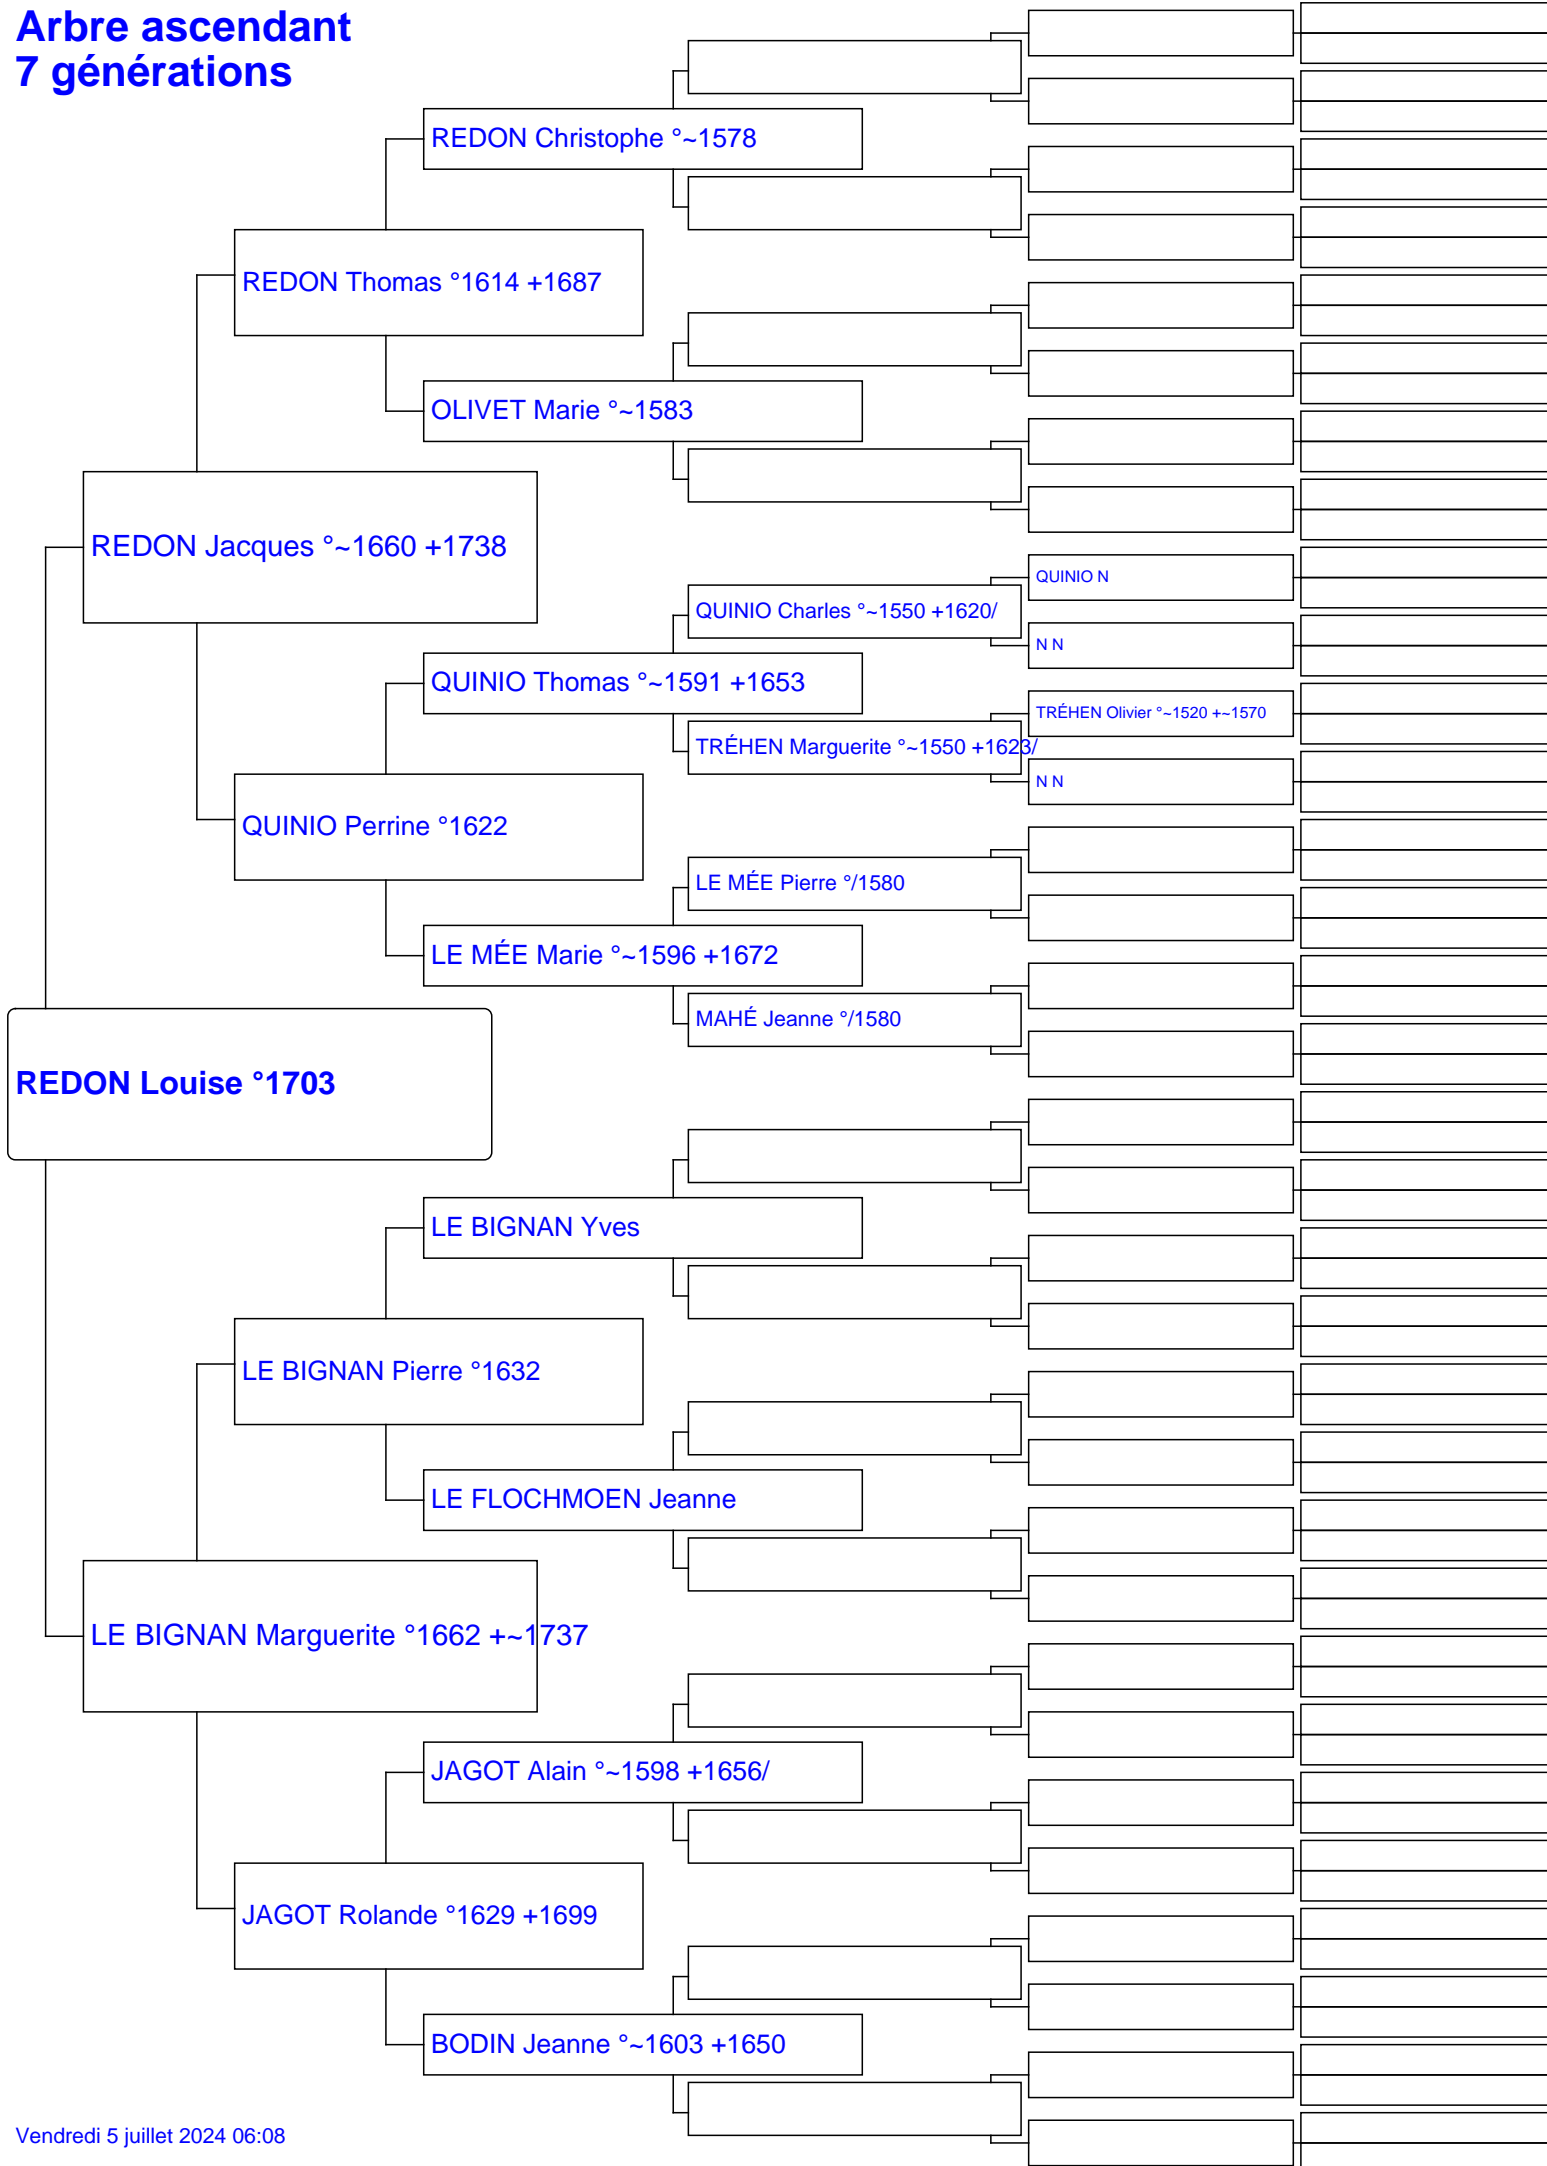 Arbre ascendant
7 générations
REDON Christophe °~1578
REDON Thomas °1614 +1687
OLIVET Marie °~1583
REDON Jacques °~1660 +1738
QUINIO N
QUINIO Charles °~1550 +1620/
N N
QUINIO Thomas °~1591 +1653
TRÉHEN Olivier °~1520 +~1570
TRÉHEN Marguerite °~1550 +1623/
N N
QUINIO Perrine °1622
LE MÉE Pierre °/1580
LE MÉE Marie °~1596 +1672
MAHÉ Jeanne °/1580
REDON Louise °1703
LE BIGNAN Yves
LE BIGNAN Pierre °1632
LE FLOCHMOEN Jeanne
LE BIGNAN Marguerite °1662 +~1737
JAGOT Alain °~1598 +1656/
JAGOT Rolande °1629 +1699
BODIN Jeanne °~1603 +1650
Vendredi 5 juillet 2024 06:08